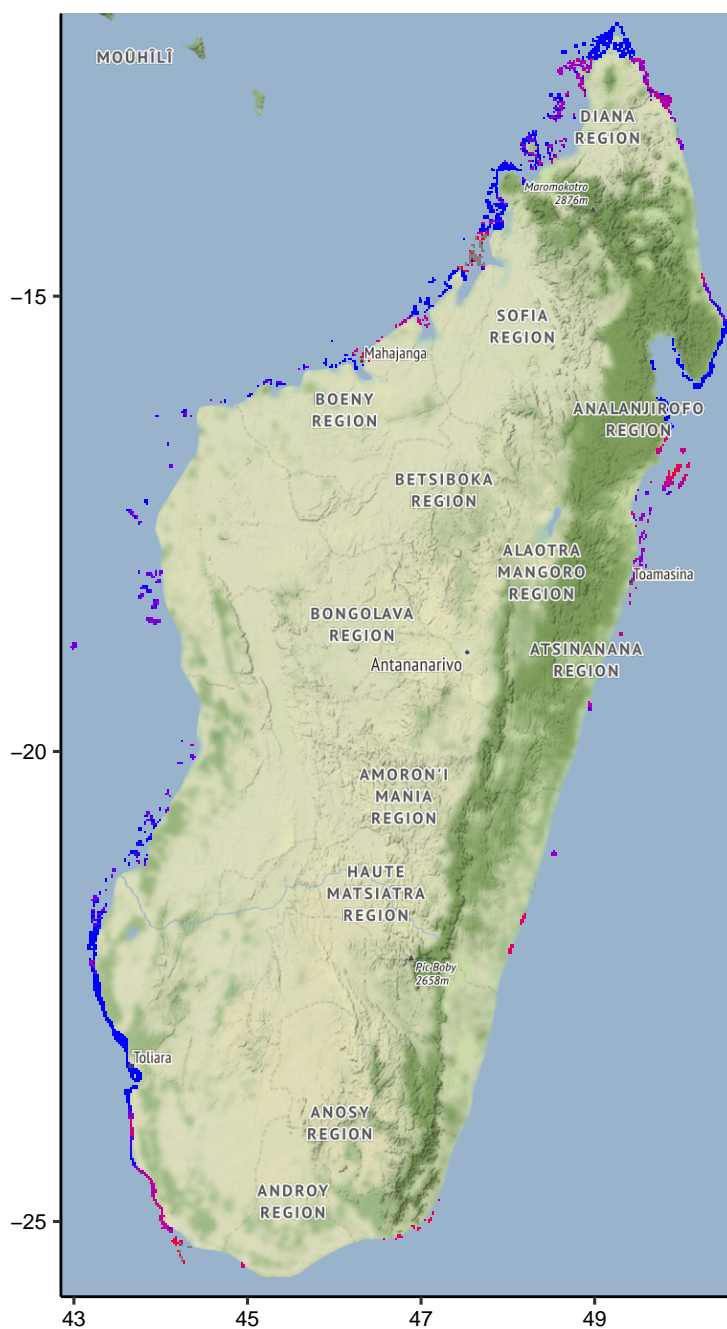 MOÛHÎLÎ
DIANA
REGION
Maromokotro
2876m
−15
SOFIA
REGION
Mahajanga
BOENY
REGION
ANALANJIROFO
REGION
BETSIBOKA
REGION
ALAOTRA
MANGORO
REGION
Toamasina
BONGOLAVA
REGION
ATSINANANA
REGION
Antananarivo
−20
AMORON'I
MANIA
REGION
HAUTE
MATSIATRA
REGION
Pic Boby
2658m
Toliara
ANOSY
REGION
ANDROY
REGION
−25
43 45 47 49